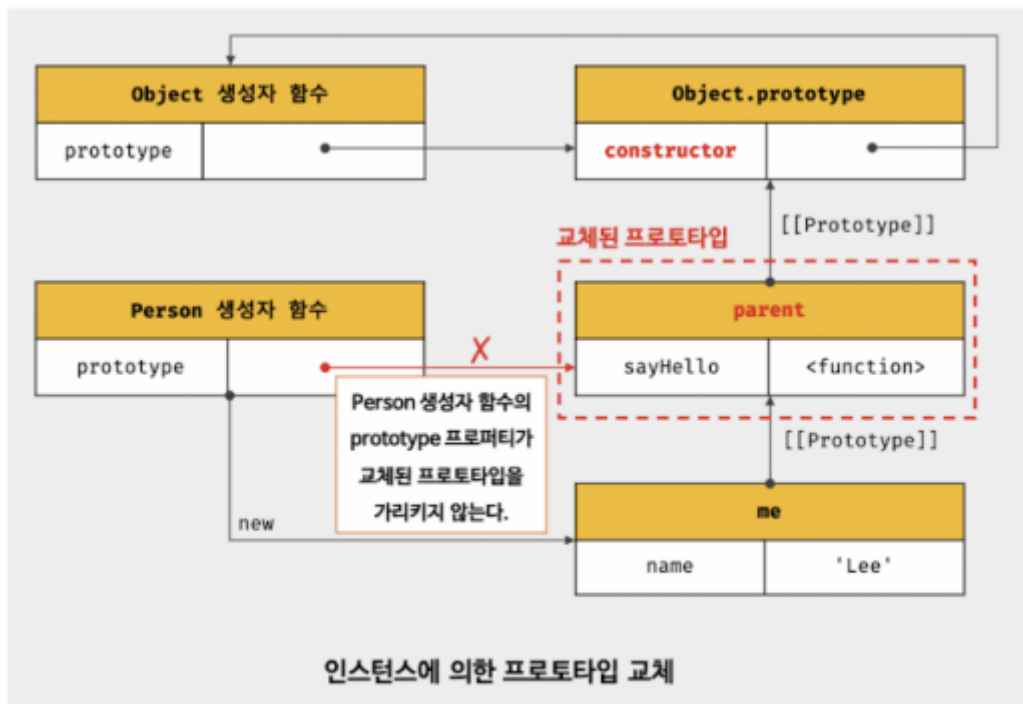 Object 생성자 함수
prototype
Object.prototype
constructor
[[Prototype]]
교체된 프로토타입
Person 생성자 함수
prototype
X
parent
sayHello
<function>
Person 생성자 함수의
prototype 프로퍼티가
교체된 프로토타입을
가리키지 않는다.
[[Prototype]]
new
me
name
'Lee'
인스턴스에 의한 프로토타입 교체